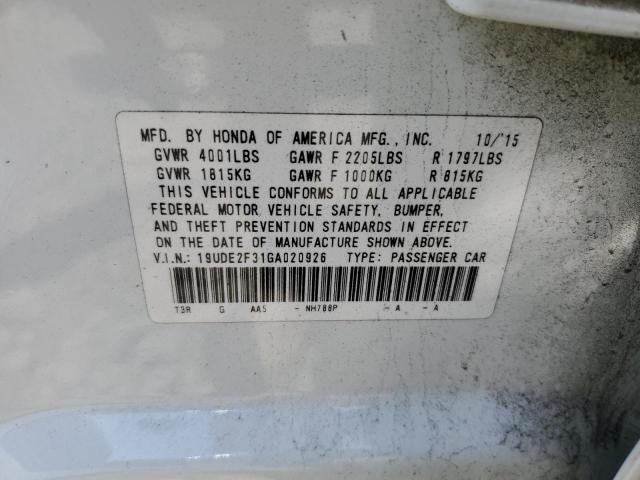 MFD. BY HONDA OF AMERICA MFG., INC. 10/'15
GVWR 4001LBS GAWR F 2205LBS R 1797LBS
GVWR 1815KG GAWR F 1000KG R 815KG
THIS VEHICLE CONFORMS TO ALL APPLICABLE
FEDERAL MOTOR VEHICLE SAFETY, BUMPER,
AND THEFT PREVENTION STANDARDS IN EFFECT
ON THE DATE OF MANUFACTURE SHOWN ABOVE.
V.I.N.: 19UDE2F31GA020926 TYPE: PASSENGER CAR
T3R G AA5 - NH788P - A - A